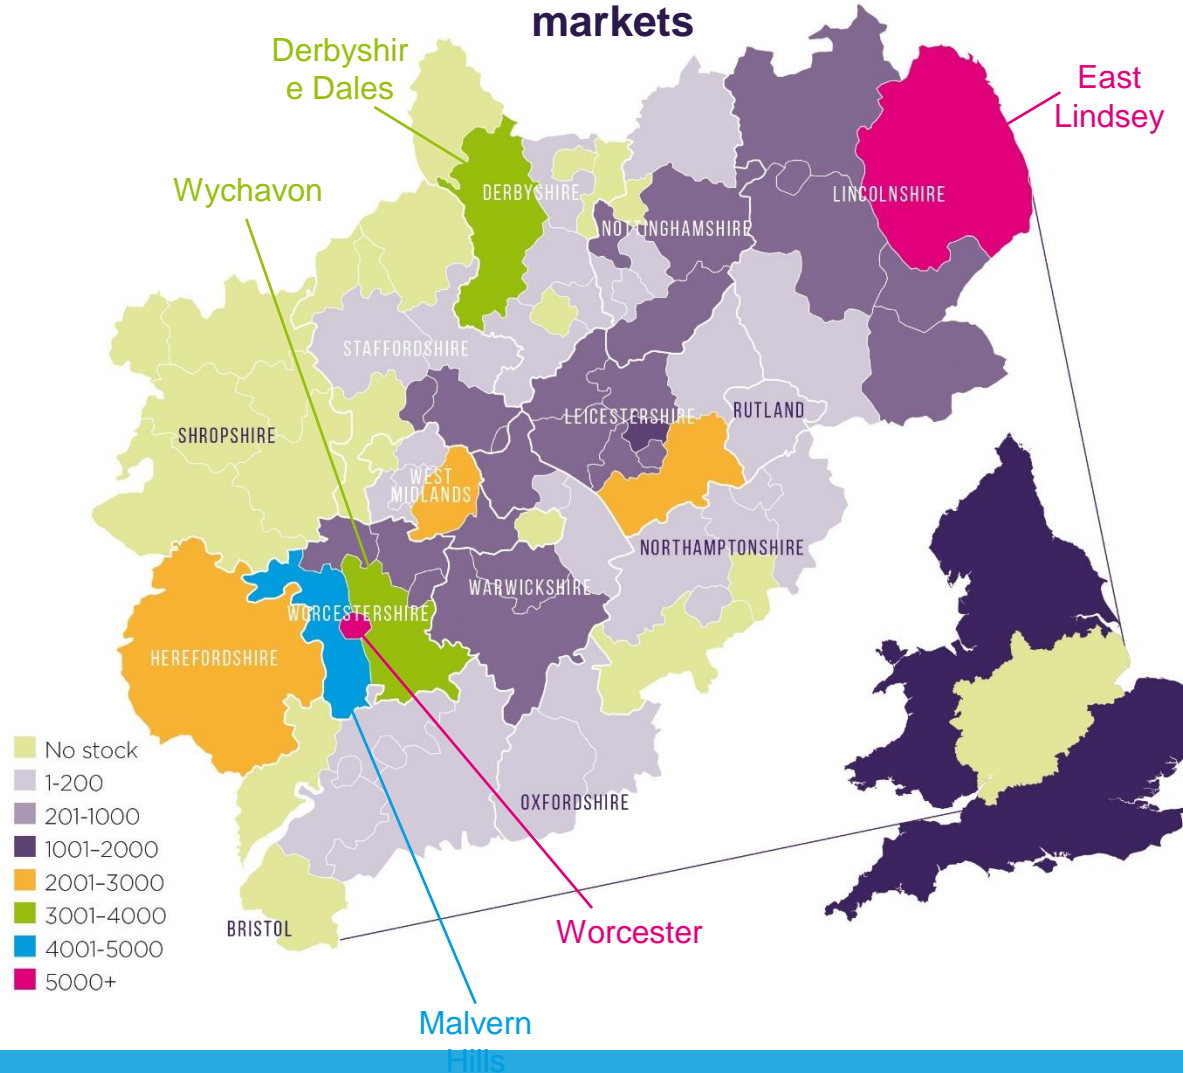 markets
Derbyshir
e Dales
East
Lindsey
Wychavon
DERBYSHIRE
LINCOLNSHIRE
NOTTINGHAMSHIRE
STAFFORDSHIRE
LEICESTERSHIRE
RUTLAND
SHROPSHIRE
WEST
MIDLANDS
NORTHAMPTONSHIRE
WARWICKSHIRE
WORCESTERSHIRE
HEREFORDSHIRE
No stock
1-200
201-1000
1001-2000
2001-3000
3001-4000
4001-5000
5000+
OXFORDSHIRE
BRISTOL
Worcester
Malvern
Hills